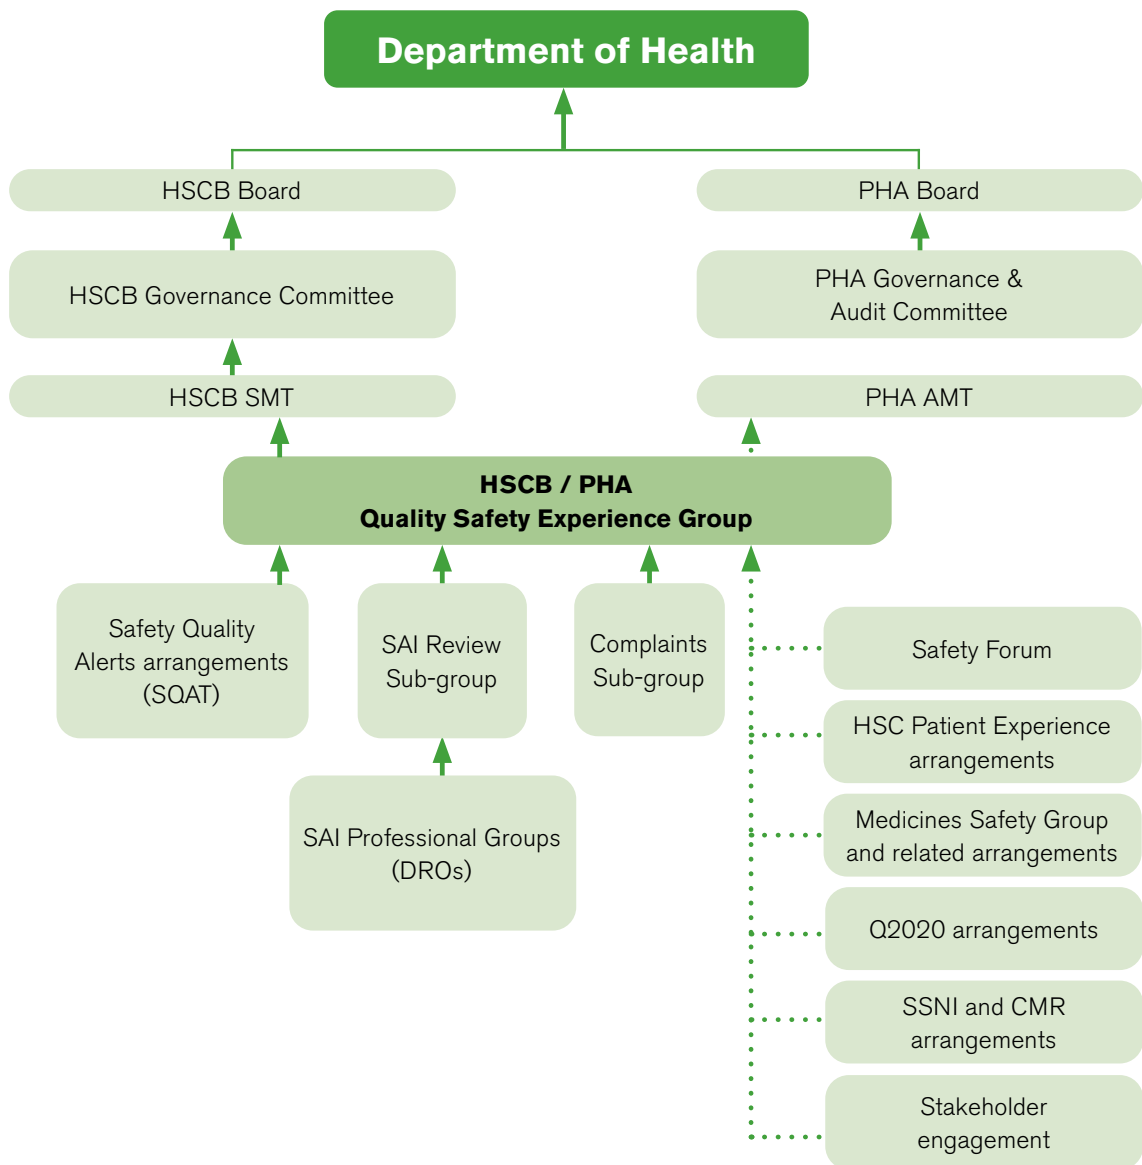 Department of Health
HSCB Board
PHA Board
HSCB Governance Committee
PHA Governance &
Audit Committee
HSCB SMT
PHA AMT
HSCB / PHA
Quality Safety Experience Group
Safety Quality
Alerts arrangements
(SQAT)
SAI Review
Sub-group
Complaints
Sub-group
SAI Professional Groups
(DROs)
Safety Forum
HSC Patient Experience
arrangements
Medicines Safety Group
and related arrangements
Q2020 arrangements
SSNI and CMR
arrangements
Stakeholder
engagement